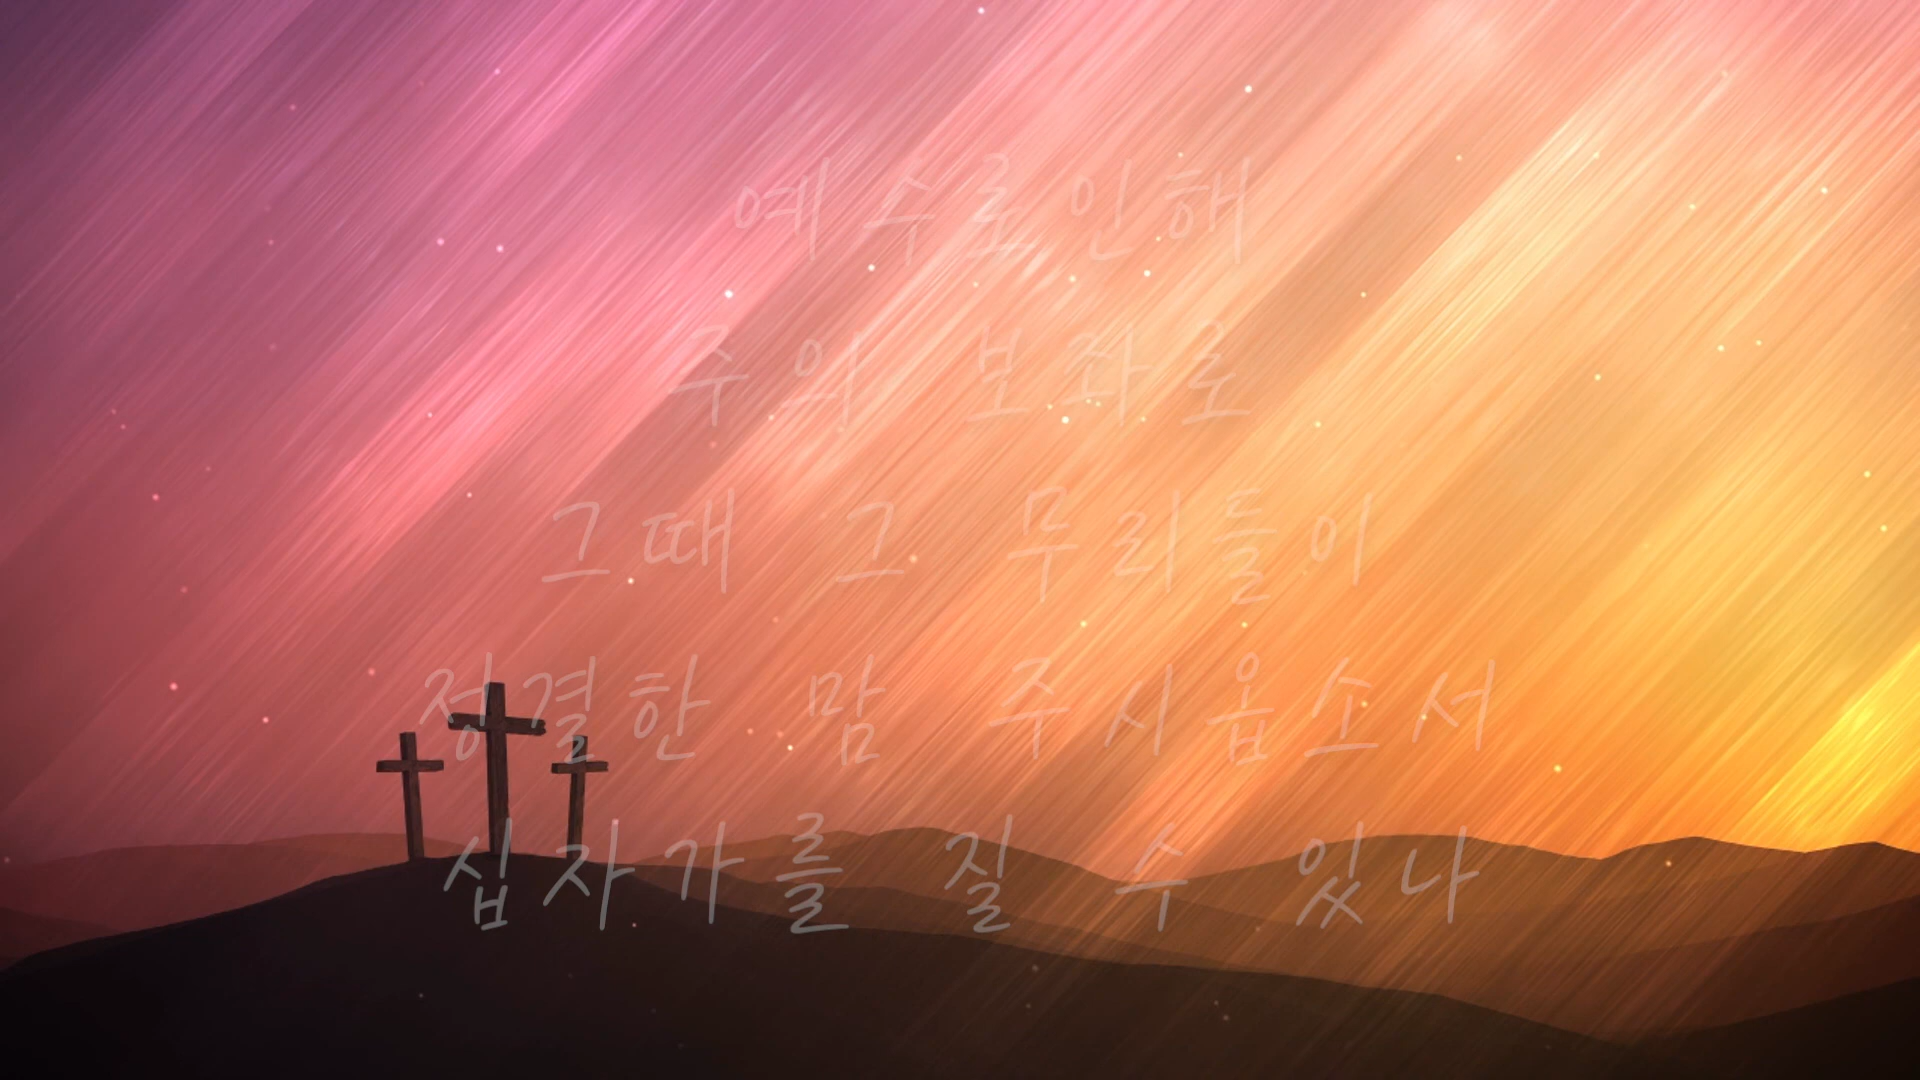 예수로인해
주의 보좌로
그때 그 무리들이
정결한 맘 주시옵소서
십자가를 질 수 있나